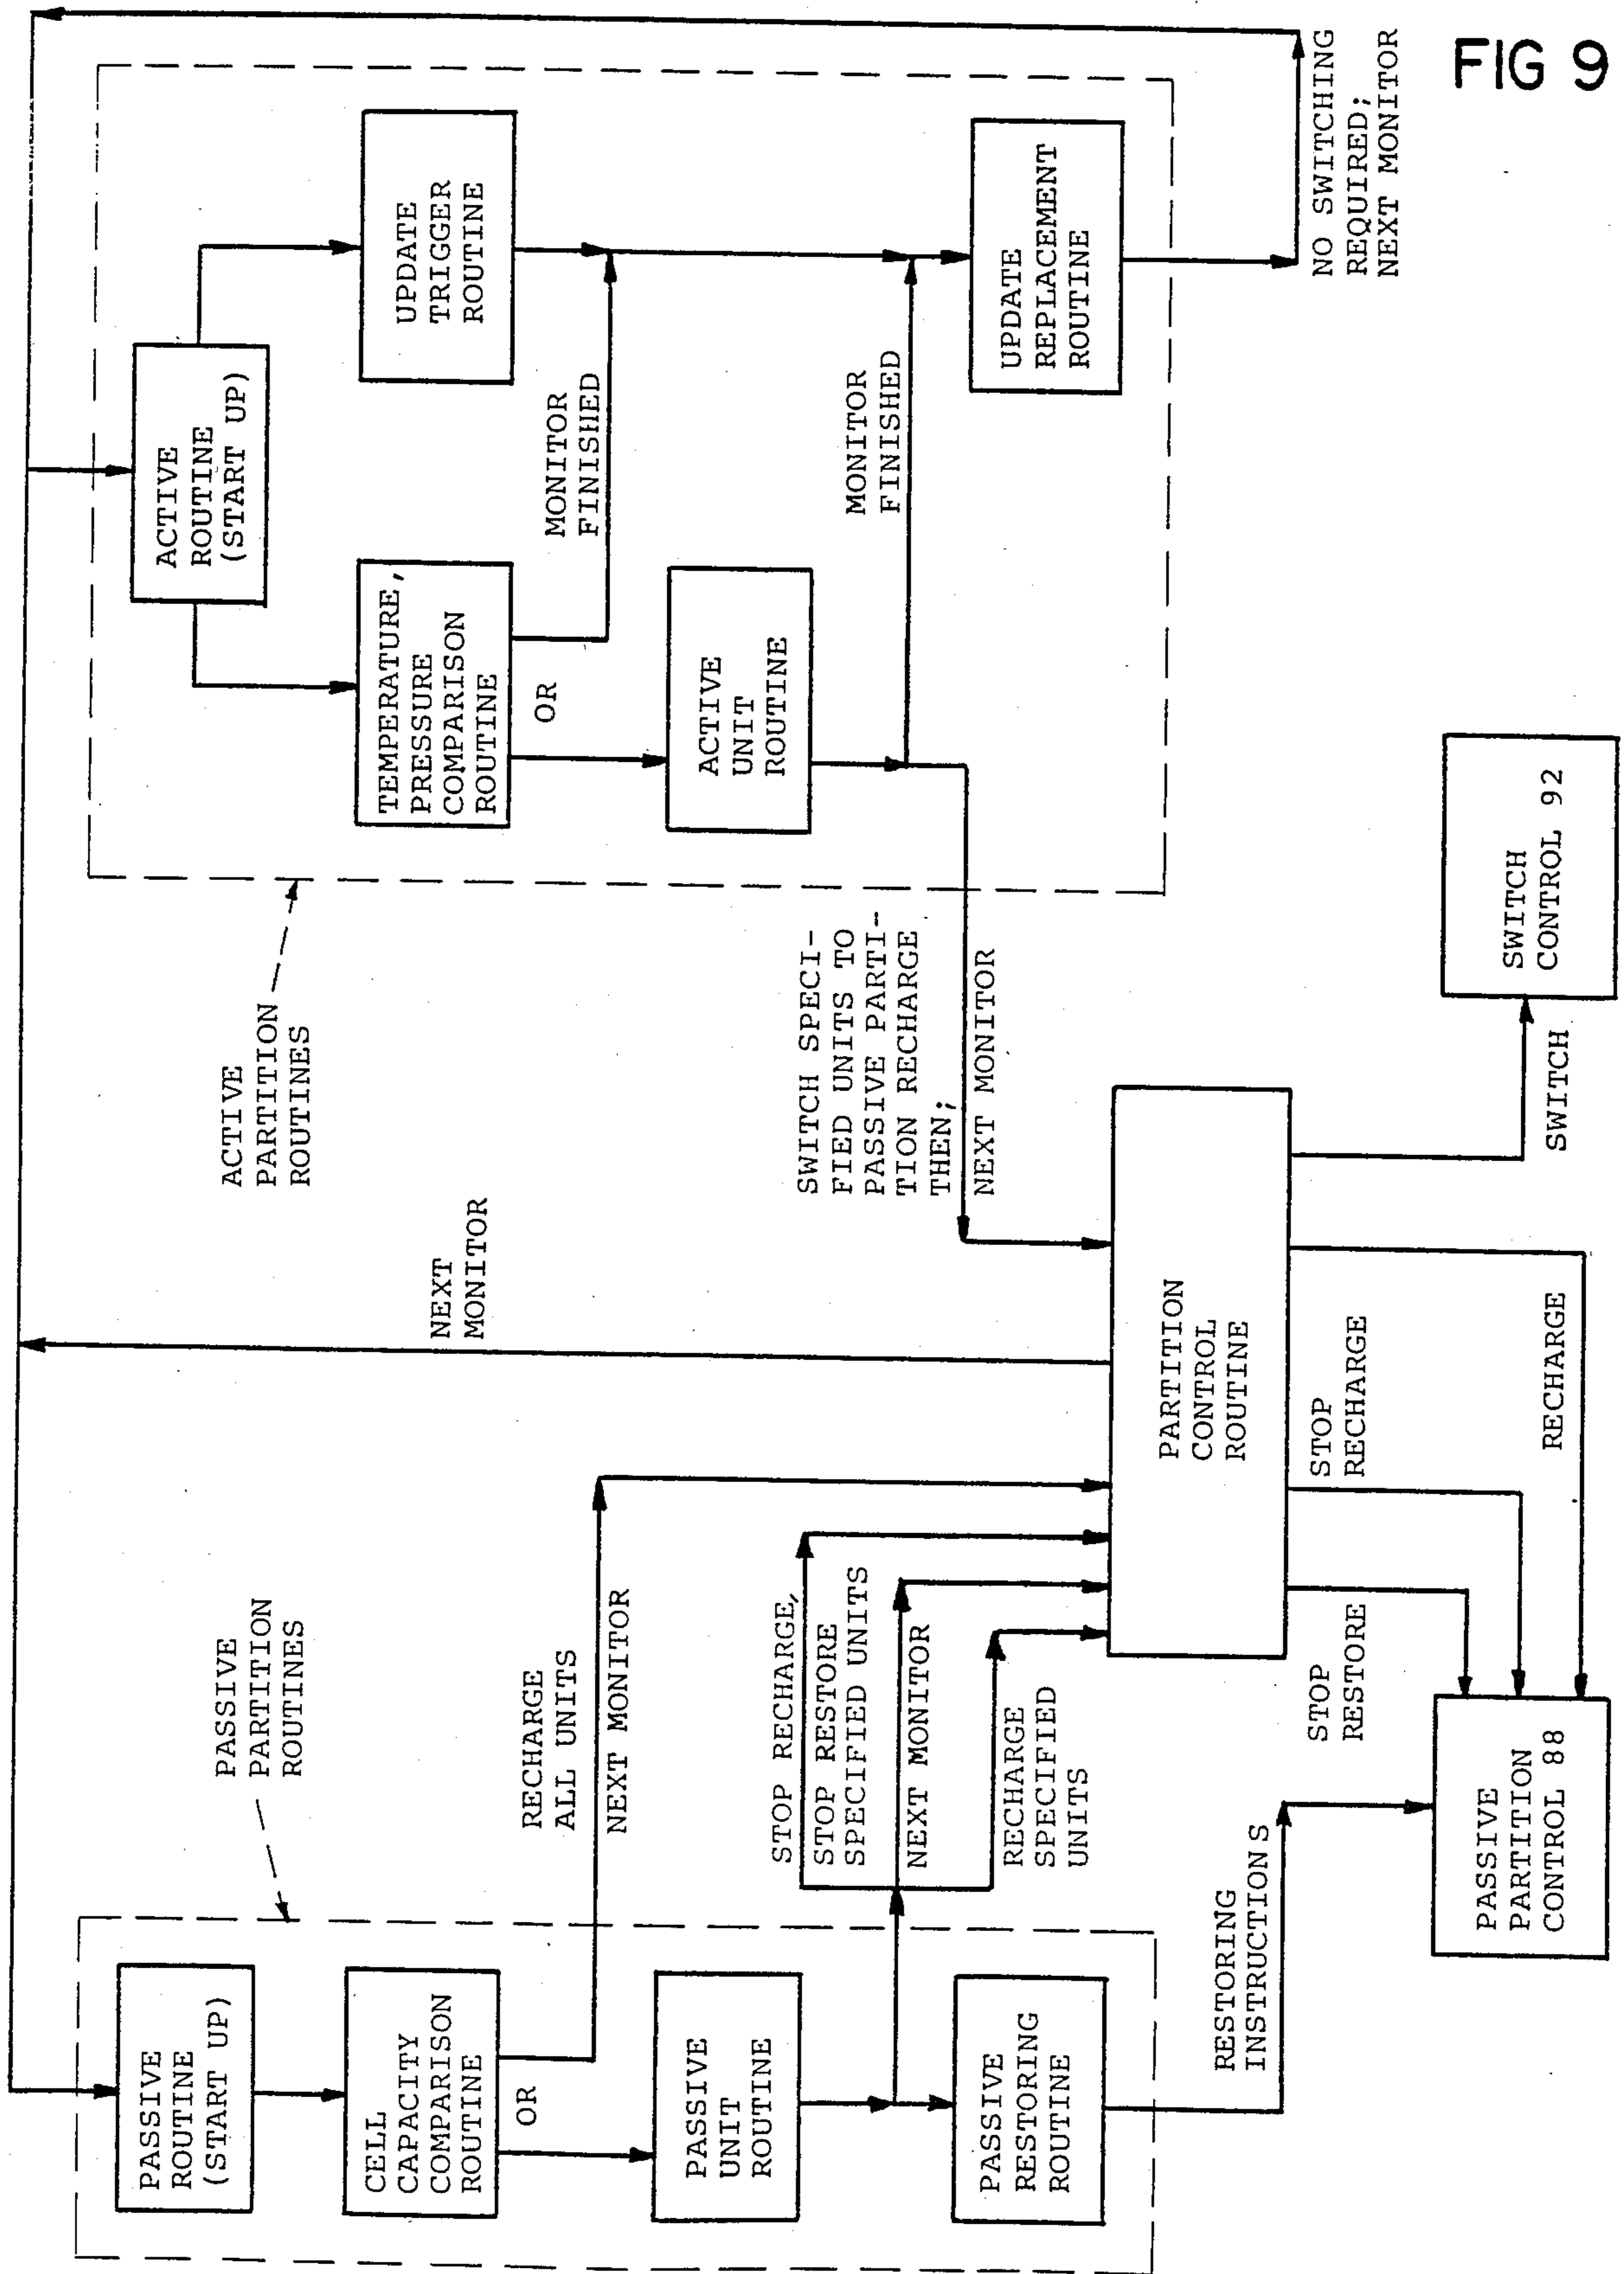 FIG 9
PASSIVE
PARTITION
ROUTINES
PASSIVE
ROUTINE
(START UP)
CELL
CAPACITY
COMPARISON
ROUTINE
OR
PASSIVE
UNIT
ROUTINE
PASSIVE
RESTORING
ROUTINE
RECHARGE
ALL UNITS
NEXT MONITOR
STOP RECHARGE,
STOP RESTORE
SPECIFIED UNITS
NEXT MONITOR
RECHARGE
SPECIFIED
UNITS
RESTORING
INSTRUCTIONS
PASSIVE
PARTITION
CONTROL 88
NEXT
MONITOR
PARTITION
CONTROL
ROUTINE
STOP
RESTORE
STOP
RECHARGE
RECHARGE
SWITCH
SWITCH
CONTROL 92
ACTIVE
PARTITION
ROUTINES
SWITCH SPECI-
FIED UNITS TO
PASSIVE PARTI-
TION RECHARGE
THEN;
NEXT MONITOR
ACTIVE
ROUTINE
(START UP)
TEMPERATURE,
PRESSURE
COMPARISON
ROUTINE
OR
UPDATE
TRIGGER
ROUTINE
MONITOR
FINISHED
ACTIVE
UNIT
ROUTINE
MONITOR
FINISHED
UPDATE
REPLACEMENT
ROUTINE
NO SWITCHING
REQUIRED;
NEXT MONITOR